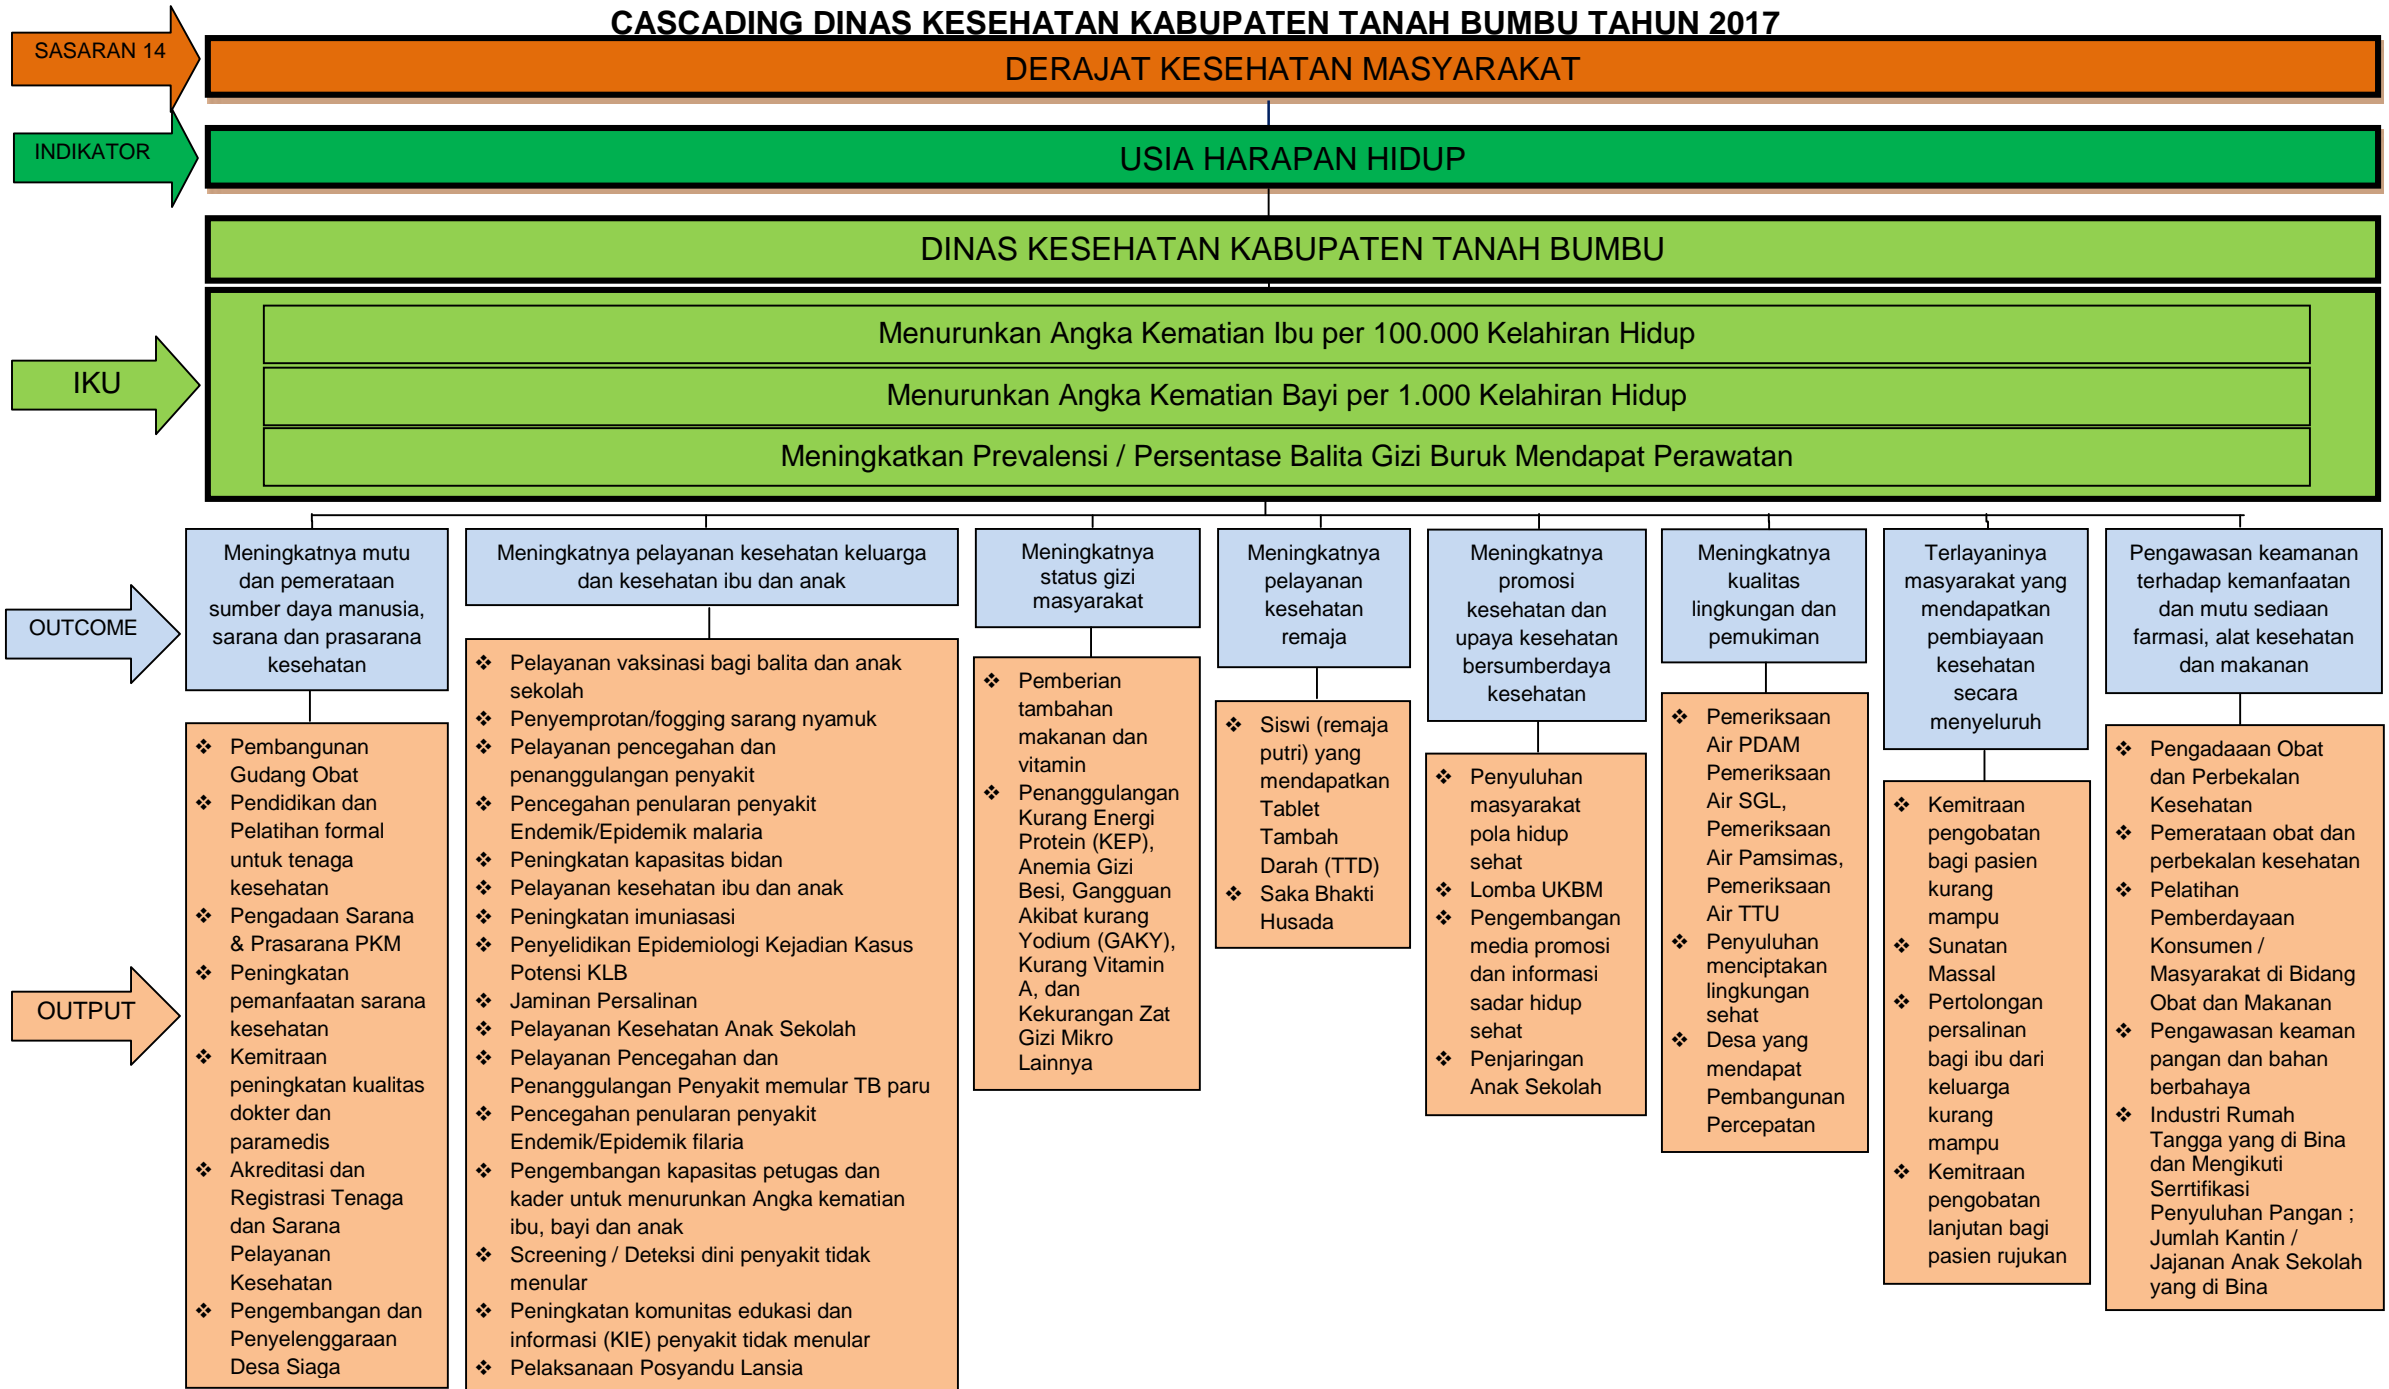 CASCADING DINAS KESEHATAN KABUPATEN TANAH BUMBU TAHUN 2017
SASARAN 14
DERAJAT KESEHATAN MASYARAKAT
INDIKATOR
USIA HARAPAN HIDUP
DINAS KESEHATAN KABUPATEN TANAH BUMBU
IKU
Menurunkan Angka Kematian Ibu per 100.000 Kelahiran Hidup
Menurunkan Angka Kematian Bayi per 1.000 Kelahiran Hidup
Meningkatkan Prevalensi / Persentase Balita Gizi Buruk Mendapat Perawatan
OUTCOME
Meningkatnya mutu
dan pemerataan
sumber daya manusia,
sarana dan prasarana
kesehatan
Meningkatnya pelayanan kesehatan keluarga
dan kesehatan ibu dan anak
Meningkatnya
status gizi
masyarakat
Meningkatnya
pelayanan
kesehatan
remaja
Meningkatnya
promosi
kesehatan dan
upaya kesehatan
bersumberdaya
kesehatan
Meningkatnya
kualitas
lingkungan dan
pemukiman
Terlayaninya
masyarakat yang
mendapatkan
pembiayaan
kesehatan
secara
menyeluruh
Pengawasan keamanan
terhadap kemanfaatan
dan mutu sediaan
farmasi, alat kesehatan
dan makanan
OUTPUT
❖ Pembangunan
Gudang Obat
❖ Pendidikan dan
Pelatihan formal
untuk tenaga
kesehatan
❖ Pengadaan Sarana
& Prasarana PKM
❖ Peningkatan
pemanfaatan sarana
kesehatan
❖ Kemitraan
peningkatan kualitas
dokter dan
paramedis
❖ Akreditasi dan
Registrasi Tenaga
dan Sarana
Pelayanan
Kesehatan
❖ Pengembangan dan
Penyelenggaraan
Desa Siaga
❖ Pelayanan vaksinasi bagi balita dan anak
sekolah
❖ Penyemprotan/fogging sarang nyamuk
❖ Pelayanan pencegahan dan
penanggulangan penyakit
❖ Pencegahan penularan penyakit
Endemik/Epidemik malaria
❖ Peningkatan kapasitas bidan
❖ Pelayanan kesehatan ibu dan anak
❖ Peningkatan imuniasasi
❖ Penyelidikan Epidemiologi Kejadian Kasus
Potensi KLB
❖ Jaminan Persalinan
❖ Pelayanan Kesehatan Anak Sekolah
❖ Pelayanan Pencegahan dan
Penanggulangan Penyakit memular TB paru
❖ Pencegahan penularan penyakit
Endemik/Epidemik filaria
❖ Pengembangan kapasitas petugas dan
kader untuk menurunkan Angka kematian
ibu, bayi dan anak
❖ Screening / Deteksi dini penyakit tidak
menular
❖ Peningkatan komunitas edukasi dan
informasi (KIE) penyakit tidak menular
❖ Pelaksanaan Posyandu Lansia
❖ Pemberian
tambahan
makanan dan
vitamin
❖ Penanggulangan
Kurang Energi
Protein (KEP),
Anemia Gizi
Besi, Gangguan
Akibat kurang
Yodium (GAKY),
Kurang Vitamin
A, dan
Kekurangan Zat
Gizi Mikro
Lainnya
❖ Siswi (remaja
putri) yang
mendapatkan
Tablet
Tambah
Darah (TTD)
❖ Saka Bhakti
Husada
❖ Penyuluhan
masyarakat
pola hidup
sehat
❖ Lomba UKBM
❖ Pengembangan
media promosi
dan informasi
sadar hidup
sehat
❖ Penjaringan
Anak Sekolah
❖ Pemeriksaan
Air PDAM
Pemeriksaan
Air SGL,
Pemeriksaan
Air Pamsimas,
Pemeriksaan
Air TTU
❖ Penyuluhan
menciptakan
lingkungan
sehat
❖ Desa yang
mendapat
Pembangunan
Percepatan
❖ Kemitraan
pengobatan
bagi pasien
kurang
mampu
❖ Sunatan
Massal
❖ Pertolongan
persalinan
bagi ibu dari
keluarga
kurang
mampu
❖ Kemitraan
pengobatan
lanjutan bagi
pasien rujukan
❖ Pengadaaan Obat
dan Perbekalan
Kesehatan
❖ Pemerataan obat dan
perbekalan kesehatan
❖ Pelatihan
Pemberdayaan
Konsumen /
Masyarakat di Bidang
Obat dan Makanan
❖ Pengawasan keaman
pangan dan bahan
berbahaya
❖ Industri Rumah
Tangga yang di Bina
dan Mengikuti
Serrtifikasi
Penyuluhan Pangan ;
Jumlah Kantin /
Jajanan Anak Sekolah
yang di Bina